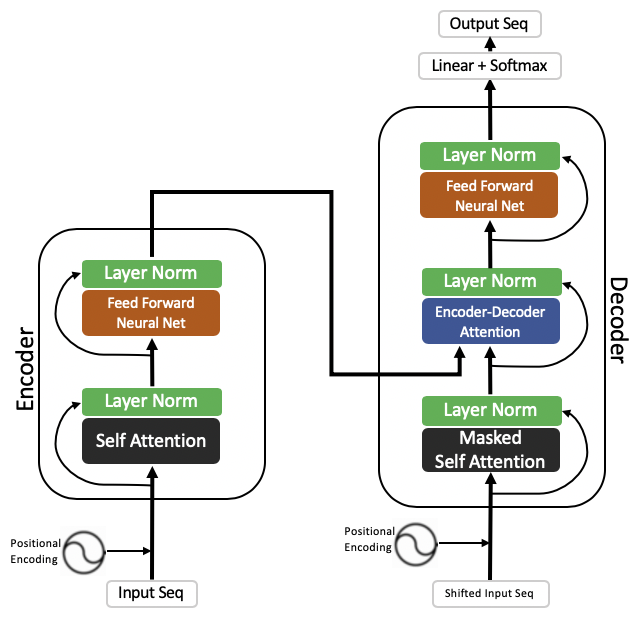 Output Seq
Linear + Softmax
Layer Norm
Feed Forward
Neural Net
Layer Norm
Encoder-Decoder
Attention
Layer Norm
Masked
Self Attention
Decoder
Positional
Encoding
Shifted Input Seq
Encoder
Layer Norm
Feed Forward
Neural Net
Layer Norm
Self Attention
Positional
Encoding
Input Seq